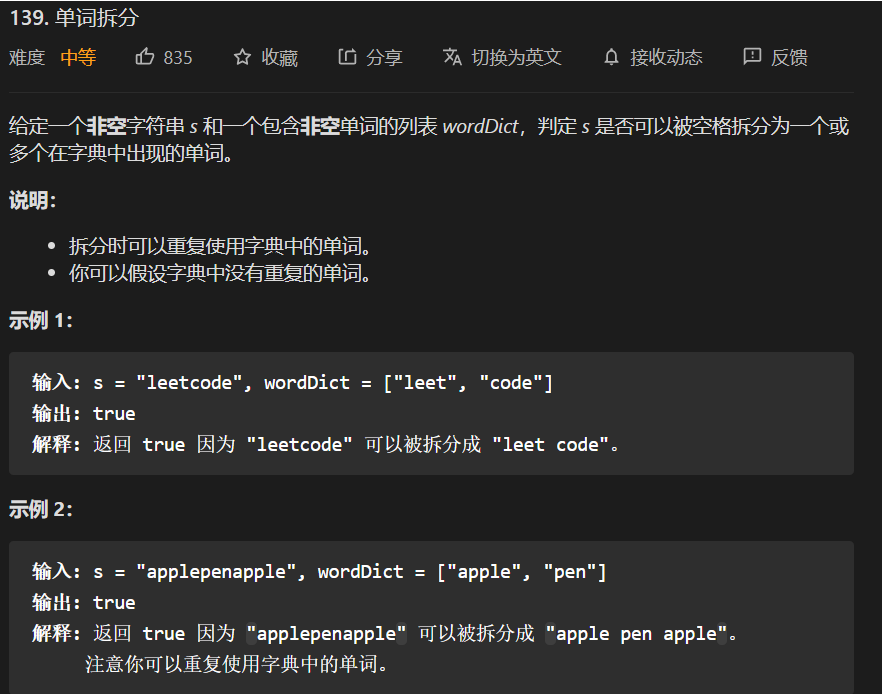 139. 单词拆分
难度 中等 835 收藏 分享 切换为英文 接收动态 反馈
给定一个非空字符串 s 和一个包含非空单词的列表 wordDict，判定 s 是否可以被空格拆分为一个或
多个在字典中出现的单词。
说明：
• 拆分时可以重复使用字典中的单词。
• 你可以假设字典中没有重复的单词。
示例 1：
输入: s = "leetcode", wordDict = ["leet", "code"]
输出: true
解释: 返回 true 因为 "leetcode" 可以被拆分成 "leet code"。
示例 2：
输入: s = "applepenapple", wordDict = ["apple", "pen"]
输出: true
解释: 返回 true 因为 "applepenapple" 可以被拆分成 "apple pen apple"。
注意你可以重复使用字典中的单词。